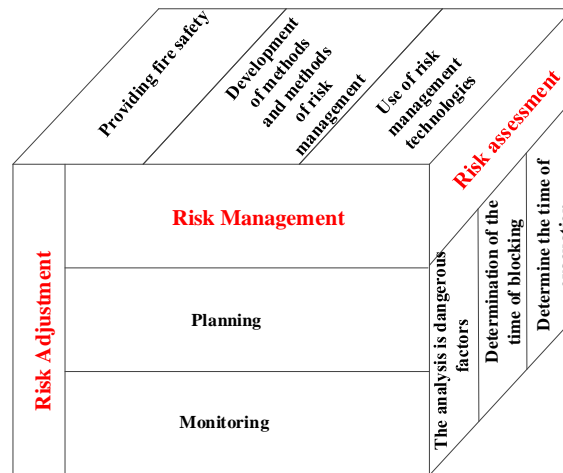 Providing fire safety
Development
of methods
and methods
of risk
management
Use of risk
management
technologies
Risk assessment
Risk Management
Risk Adjustment
Planning
Monitoring
The analysis is dangerous
factors
Determination of the
time of blocking
Determine the time of